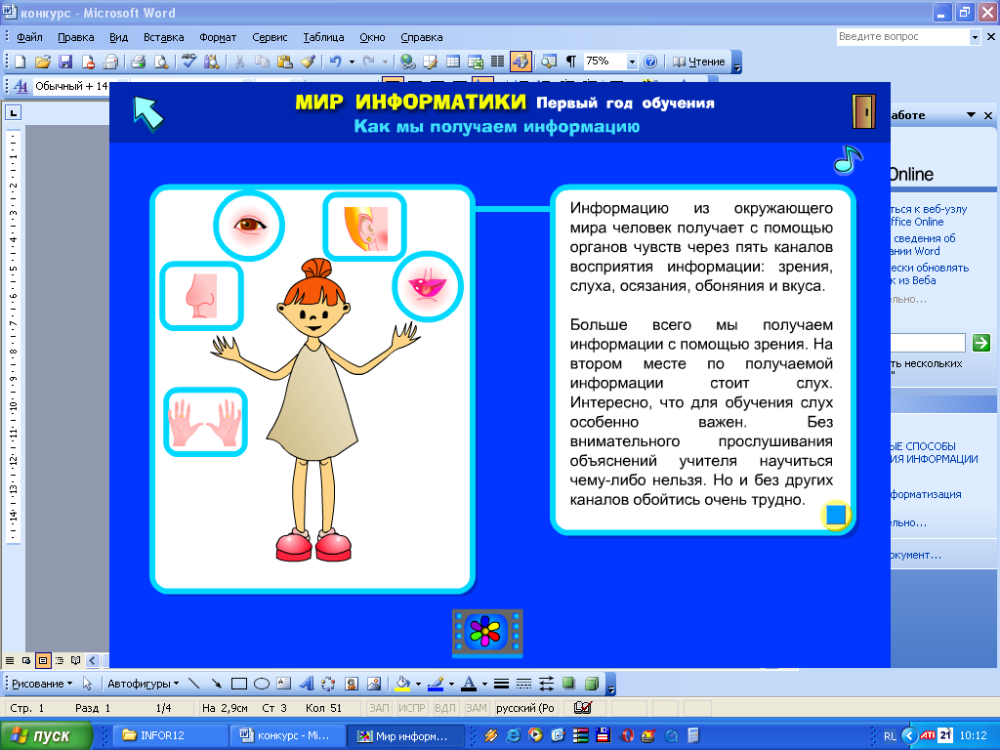 конкурс - Microsoft Word
Файл Правка Вид Вставка Формат Сервис Таблица Окно Справка
Введите вопрос
75%
Чтение
Обычный + 14
МИР ИНФОРМАТИКИ Первый год обучения
Как мы получаем информацию
Информацию из окружающего
мира человек получает с помощью
органов чувств через пять каналов
восприятия информации: зрения,
слуха, осязания, обоняния и вкуса.
Больше всего мы получаем
информации с помощью зрения. На
втором месте по получаемой
информации стоит слух.
Интересно, что для обучения слух
особенно важен. Без
внимательного прослушивания
объяснений учителя научиться
чему-либо нельзя. Но и без других
каналов обойтись очень трудно.
аботе
Online
ться к веб-узлу
ffice Online
сведения об
ании Word
ески обновлять
к из Веба
ельно...
ть нескольких
ЫЕ СПОСОБЫ
ИЯ ИНФОРМАЦИИ
форматизация
ельно...
окумент...
Рисование Автофигуры
Стр. 1 Разд 1 1/4 На 2,9см Ст 3 Кол 51 ЗАП ИСПР ВДЛ ЗАМ русский (Ро
пуск INFOR12 конкурс - Mi... Мир информ... RL ATI 21 10:12